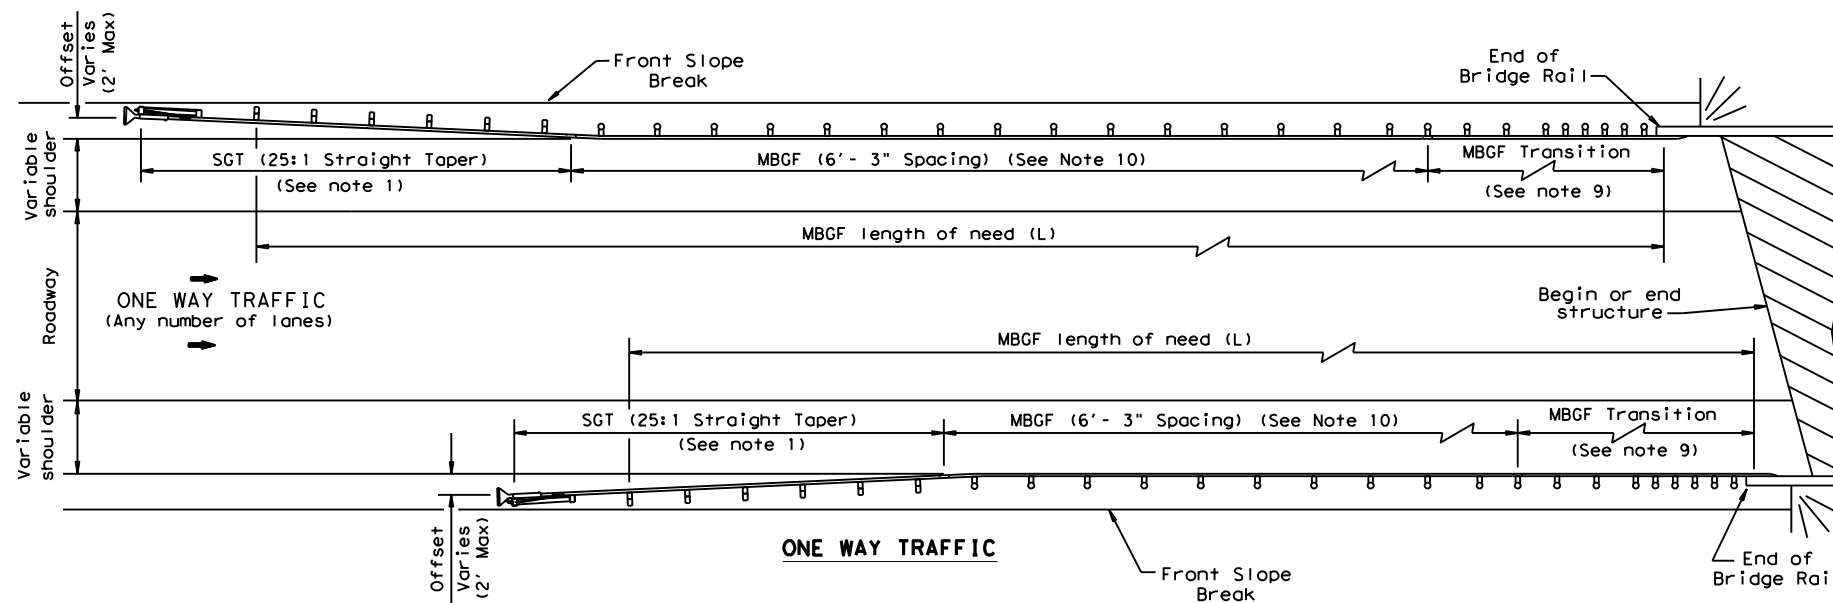 Offset
Varies
(2' Max)
Front Slope
Break
End of
Bridge Rail
Variable
shoulder
SGT (25:1 Straight Taper)
(See note 1)
MBGF (6'- 3" Spacing) (See Note 10)
MBGF Transition
(See note 9)
MBGF length of need (L)
Roadway
ONE WAY TRAFFIC
(Any number of lanes)
Begin or end
structure
MBGF length of need (L)
Variable
shoulder
SGT (25:1 Straight Taper)
(See note 1)
MBGF (6'- 3" Spacing) (See Note 10)
MBGF Transition
(See note 9)
Offset
Varies
(2' Max)
ONE WAY TRAFFIC
Front Slope
Break
End of
Bridge Rai